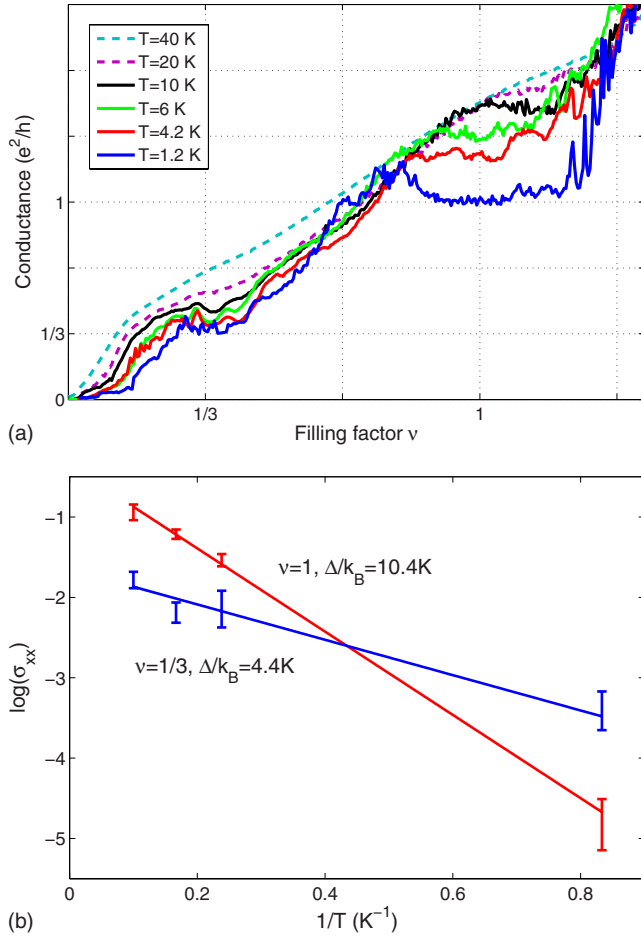 T=40 K
T=20 K
T=10 K
T=6 K
T=4.2 K
T=1.2 K
Conductance (e²/h)
1
1/3
0
1/3
1
Filling factor ν
(a)
−1
−2
−3
−4
−5
log(σxx)
ν=1, Δ/kB=10.4K
ν=1/3, Δ/kB=4.4K
0
0.2
0.4
0.6
0.8
1/T (K⁻¹)
(b)